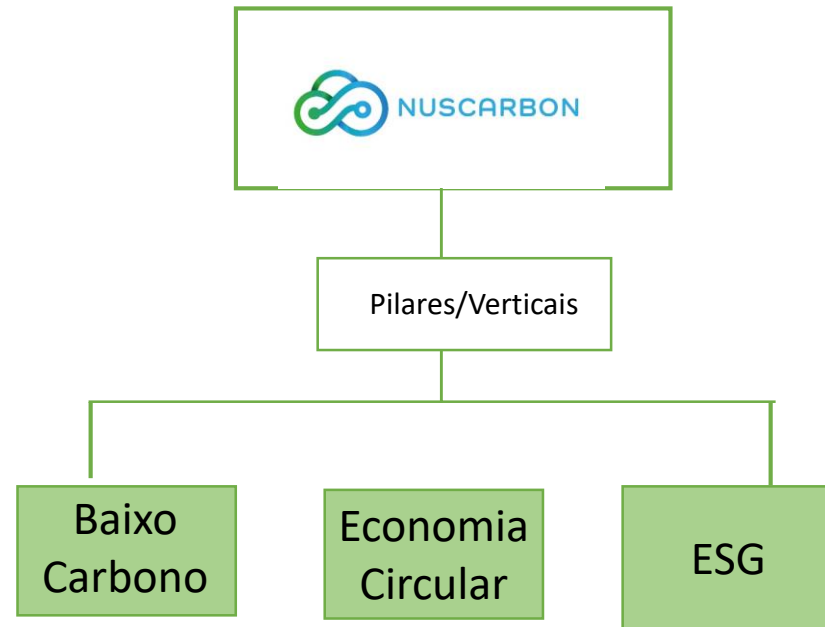 NUSCARBON
Pilares/Verticais
Baixo
Carbono
Economia
Circular
ESG